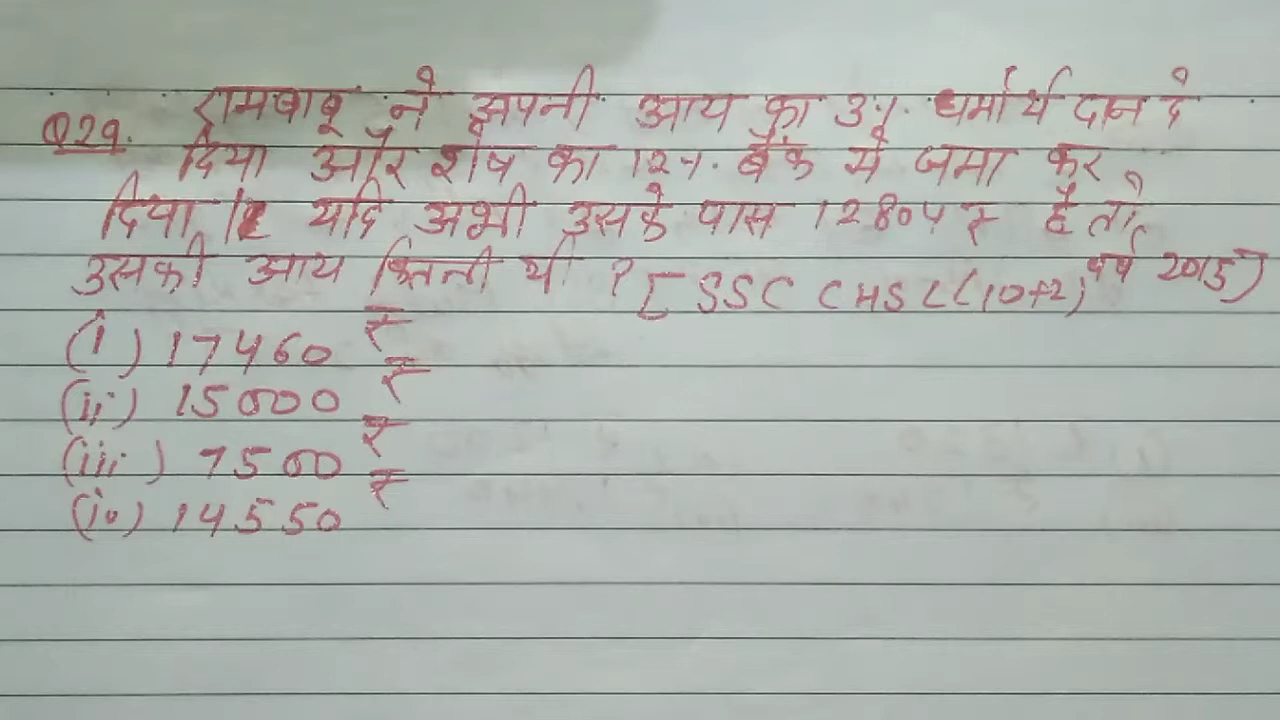 Q29. रामबाबू ने अपनी आय का 3% धर्मार्थ दान दे
दिया और शेष का 12% बैंक मे जमा कर
दिया । यदि अभी उसके पास 12804 ₹ है तो,
उसकी आय कितनी थी ? [SSC CHSL (10+2) वर्ष 2015]
(i) 17460 ₹
(ii) 15000 ₹
(iii) 7500 ₹
(iv) 14550 ₹